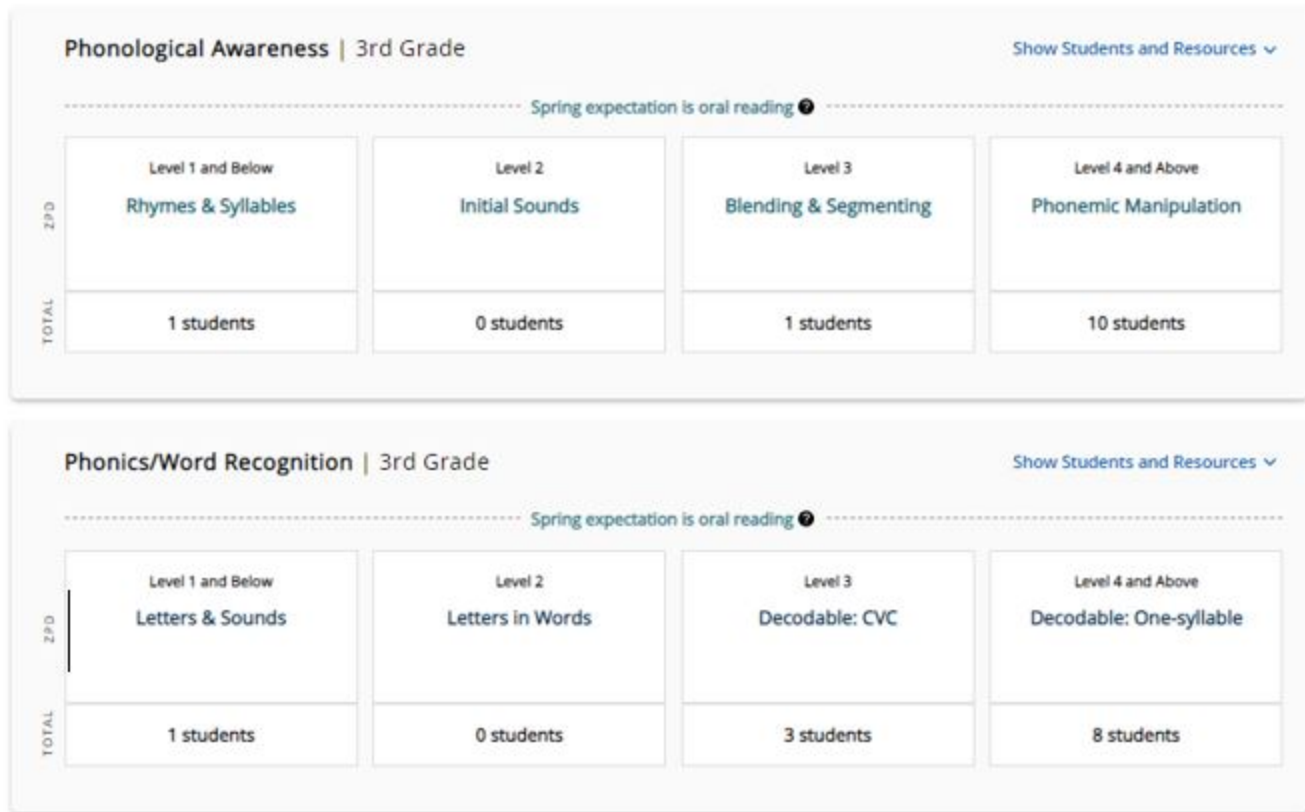 Phonological Awareness | 3rd Grade
Show Students and Resources
Spring expectation is oral reading ?
Level 1 and Below
Rhymes & Syllables
Level 2
Initial Sounds
Level 3
Blending & Segmenting
Level 4 and Above
Phonemic Manipulation
ZPD
TOTAL
1 students
0 students
1 students
10 students
Phonics/Word Recognition | 3rd Grade
Show Students and Resources
Spring expectation is oral reading ?
Level 1 and Below
Letters & Sounds
Level 2
Letters in Words
Level 3
Decodable: CVC
Level 4 and Above
Decodable: One-syllable
ZPD
TOTAL
1 students
0 students
3 students
8 students